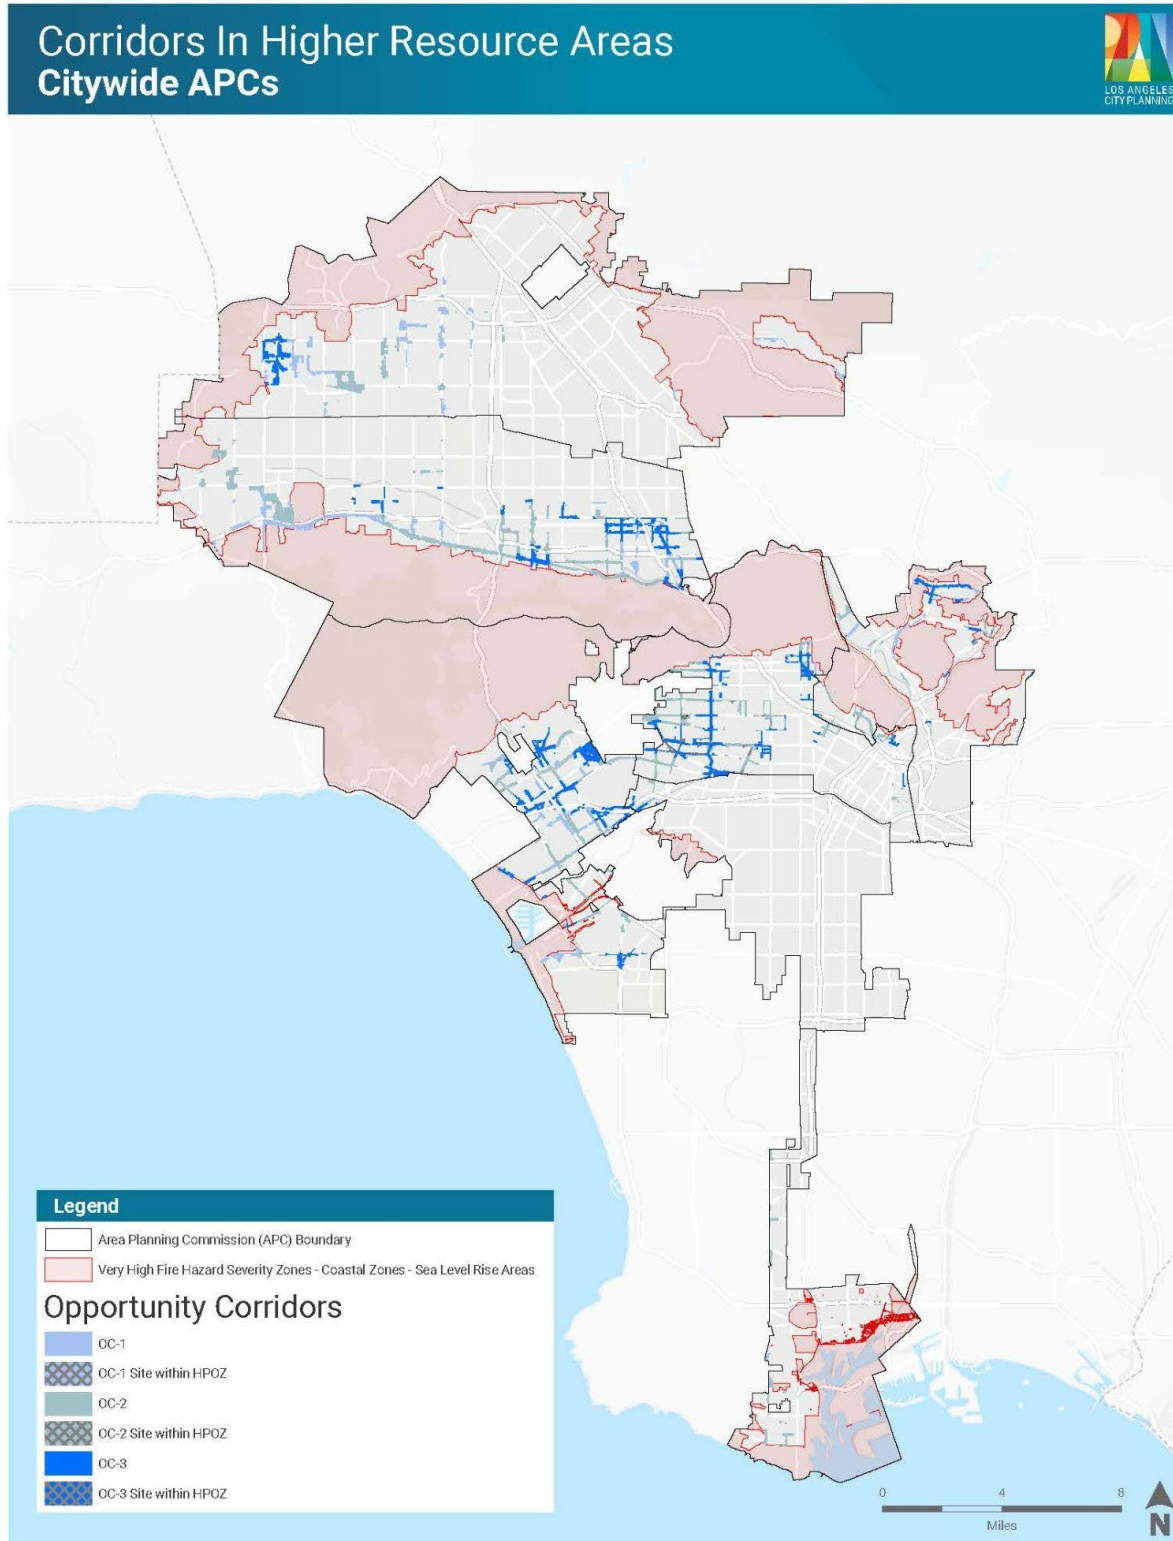 Corridors In Higher Resource Areas
Citywide APCs
LOS ANGELES
CITY PLANNING
Legend
Area Planning Commission (APC) Boundary
Very High Fire Hazard Severity Zones - Coastal Zones - Sea Level Rise Areas
Opportunity Corridors
OC-1
OC-1 Site within HPOZ
OC-2
OC-2 Site within HPOZ
OC-3
OC-3 Site within HPOZ
0 4 8
Miles
N